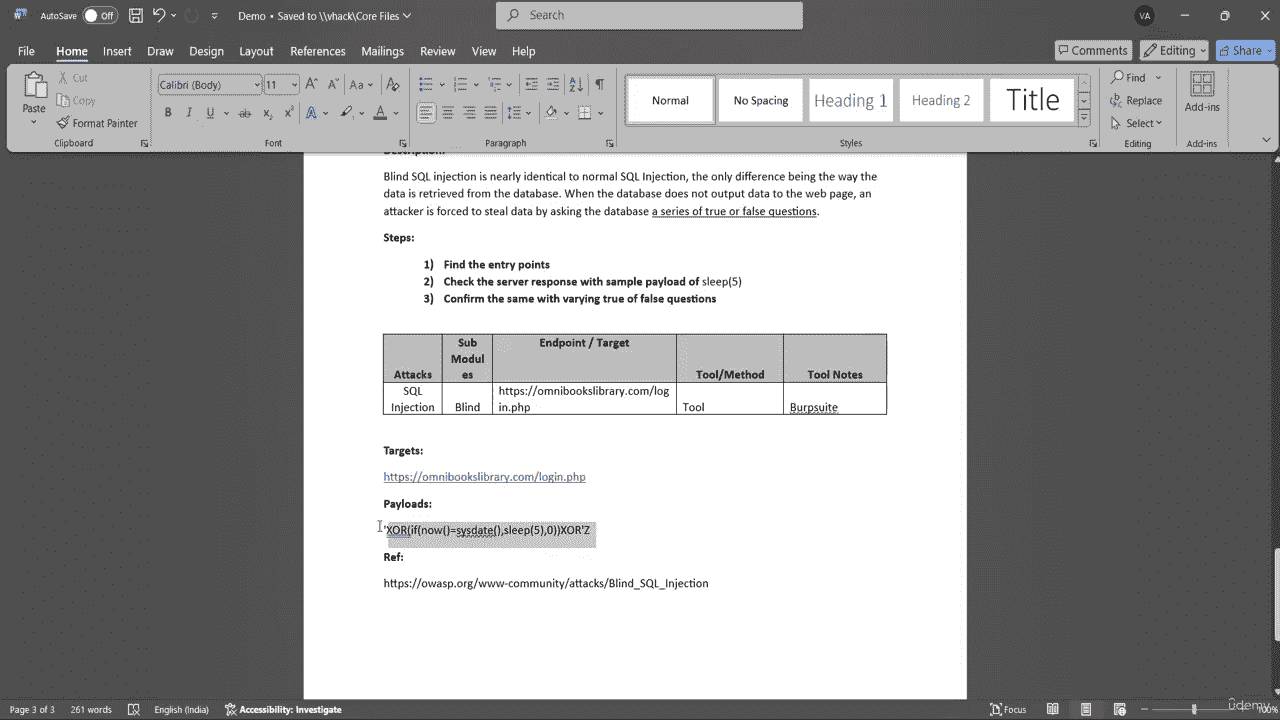 Demo • Saved to \\vhack\Core Files
AutoSave Off
Search
VA
File Home Insert Draw Design Layout References Mailings Review View Help
Comments Editing Share
Paste
Cut
Copy
Format Painter
Clipboard
Calibri (Body) 11
Font
Paragraph
Normal
No Spacing
Heading 1
Heading 2
Title
Styles
Find
Replace
Select
Editing
Add-ins
Add-ins
Description:
Blind SQL injection is nearly identical to normal SQL Injection, the only difference being the way the
data is retrieved from the database. When the database does not output data to the web page, an
attacker is forced to steal data by asking the database a series of true or false questions.
Steps:
1) Find the entry points
2) Check the server response with sample payload of sleep(5)
3) Confirm the same with varying true of false questions
Attacks
Sub
Modul
es
Endpoint / Target
Tool/Method
Tool Notes
SQL
Injection
Blind
https://omnibookslibrary.com/log
in.php
Tool
Burpsuite
Targets:
https://omnibookslibrary.com/login.php
Payloads:
'XOR(if(now()=sysdate(),sleep(5),0))XOR'Z
Ref:
https://owasp.org/www-community/attacks/Blind_SQL_Injection
Page 3 of 3 261 words English (India) Accessibility: Investigate Focus